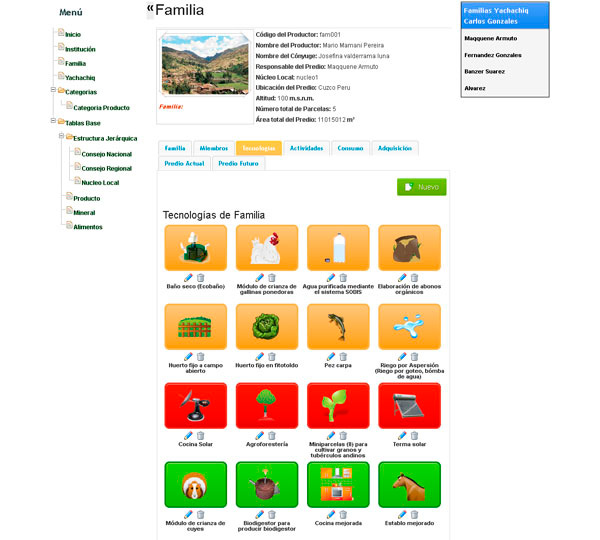 Menú
Inicio
Institución
Familia
Yachachiq
Categorías
Categoría Producto
Tablas Base
Estructura Jerárquica
Consejo Nacional
Consejo Regional
Nucleo Local
Producto
Mineral
Alimentos
«Familia
Familia:
Código del Productor: fam001
Nombre del Productor: Mario Mamani Pereira
Nombre del Cónyuge: Josefina valderrama luna
Responsable del Predio: Maqquene Armuto
Núcleo Local: nucleo1
Ubicación del Predio: Cuzco Peru
Altitud: 100 m.s.n.m.
Número total de Parcelas: 5
Área total del Predio: 11015012 m²
Familias Yachachiq
Carlos Gonzales
Maqquene Armuto
Fernandez Gonzales
Banzer Suarez
Alvarez
Familia Miembros Tecnologías Actividades Consumo Adquisición
Predio Actual Predio Futuro
Nuevo
Tecnologías de Familia
Baño seco (Ecobaño)
Módulo de crianza de
gallinas ponedoras
Agua purificada mediante
el sistema SODIS
Elaboración de abonos
orgánicos
Huerto fijo a campo
abierto
Huerto fijo en fitotoldo
Pez carpa
Riego por Aspersión
(Riego por goteo, bomba
de agua)
Cocina Solar
Agroforestería
Miniparcelas (8) para
cultivar granos y
tubérculos andinos
Terma solar
Módulo de crianza de
cuyes
Biodigestor para
producir biodigestor
Cocina mejorada
Establo mejorado